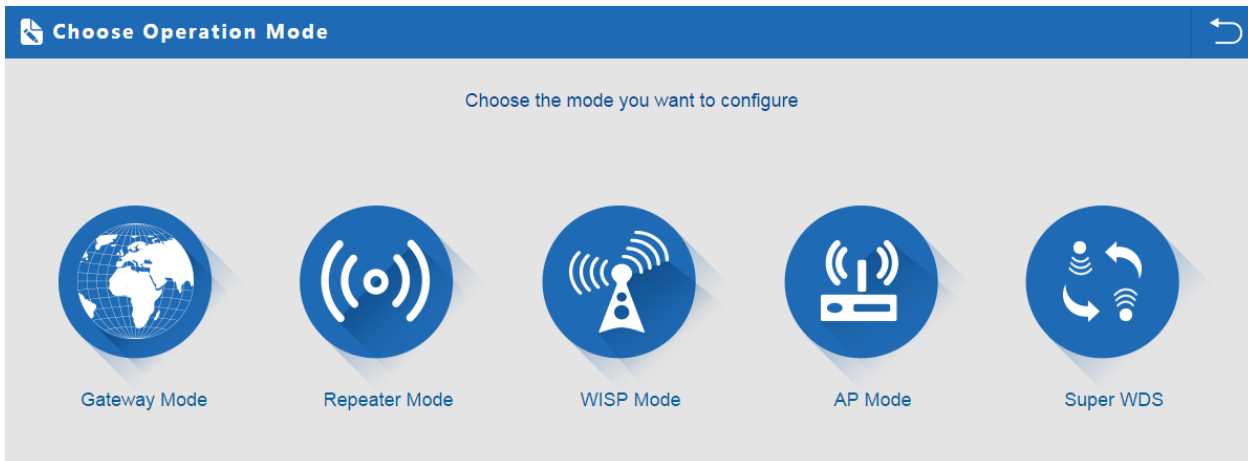 Choose Operation Mode
Choose the mode you want to configure
Gateway Mode
Repeater Mode
WISP Mode
AP Mode
Super WDS